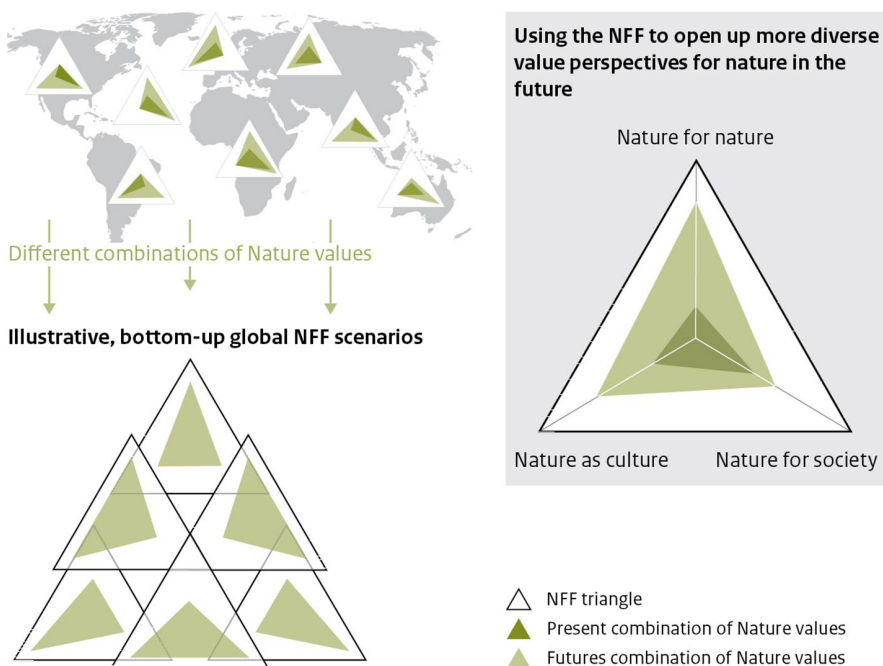 Different combinations of Nature values
Illustrative, bottom-up global NFF scenarios
Using the NFF to open up more diverse
value perspectives for nature in the
future
Nature for nature
Nature as culture
Nature for society
NFF triangle
Present combination of Nature values
Futures combination of Nature values